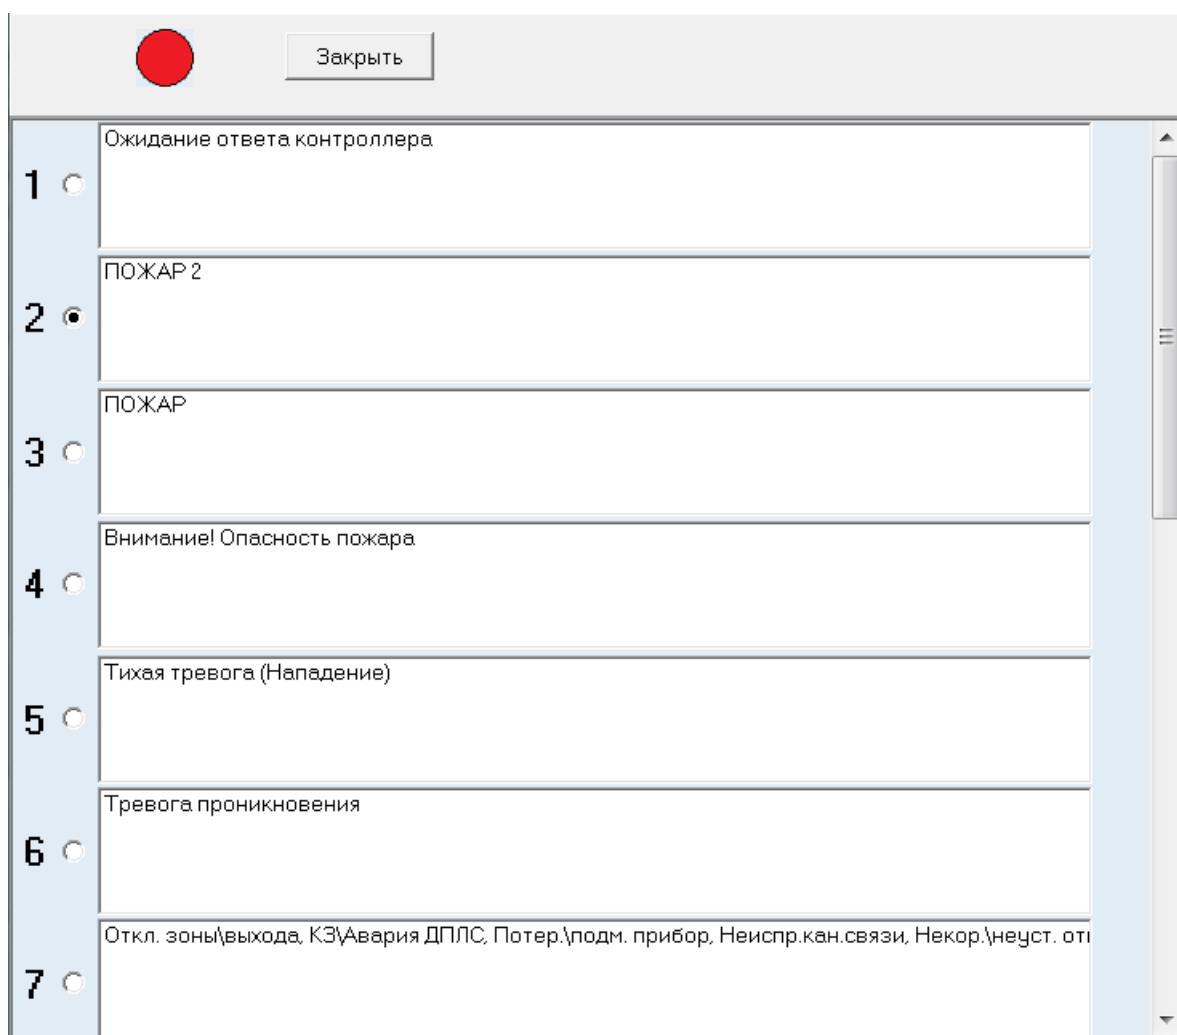 Закрыть
1
Ожидание ответа контроллера
2
ПОЖАР 2
3
ПОЖАР
4
Внимание! Опасность пожара
5
Тихая тревога (Нападение)
6
Тревога проникновения
7
Откл. зоны\выхода, КЗ\Авария ДПЛС, Потер.\подм. прибор, Неиспр.кан.связи, Некор.\неуст.